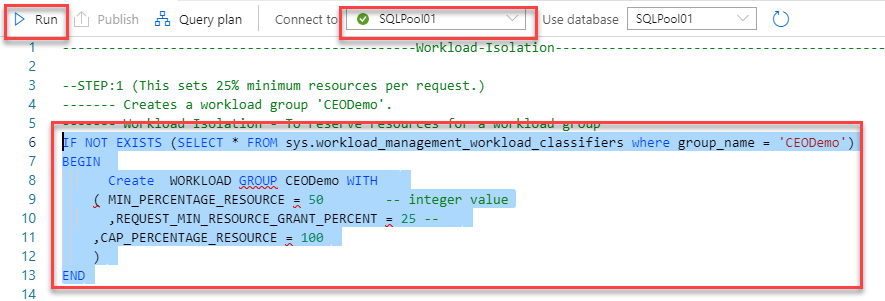 Run Publish Query plan Connect to SQLPool01 Use database SQLPool01
1 --------------------------------------------Workload-Isolation-----------------------------------------
2
3 --STEP:1 (This sets 25% minimum resources per request.)
4 ------- Creates a workload group 'CEODemo'.
5 ------- Workload Isolation - To reserve resources for a workload group
6 IF NOT EXISTS (SELECT * FROM sys.workload_management_workload_classifiers where group_name = 'CEODemo')
7 BEGIN
8 Create WORKLOAD GROUP CEODemo WITH
9 ( MIN_PERCENTAGE_RESOURCE = 50 -- integer value
10 ,REQUEST_MIN_RESOURCE_GRANT_PERCENT = 25 --
11 ,CAP_PERCENTAGE_RESOURCE = 100
12 )
13 END
14